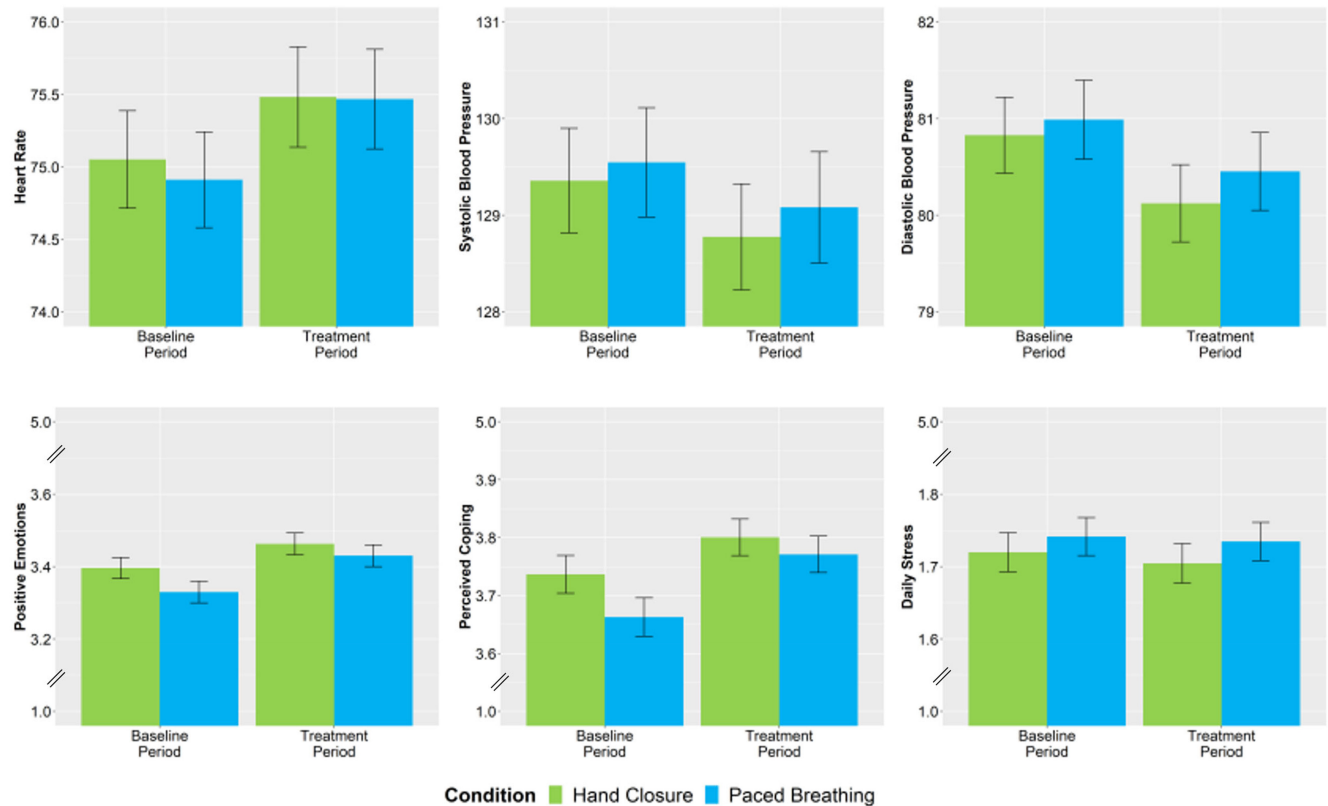 Heart Rate
76.0
75.5
75.0
74.5
74.0
Baseline
Period
Treatment
Period
Systolic Blood Pressure
131
130
129
128
Baseline
Period
Treatment
Period
Diastolic Blood Pressure
82
81
80
79
Baseline
Period
Treatment
Period
Positive Emotions
5.0
3.6
3.4
3.2
1.0
Baseline
Period
Treatment
Period
Perceived Coping
5.0
3.9
3.8
3.7
3.6
1.0
Baseline
Period
Treatment
Period
Daily Stress
5.0
1.8
1.7
1.6
1.0
Baseline
Period
Treatment
Period
Condition Hand Closure Paced Breathing